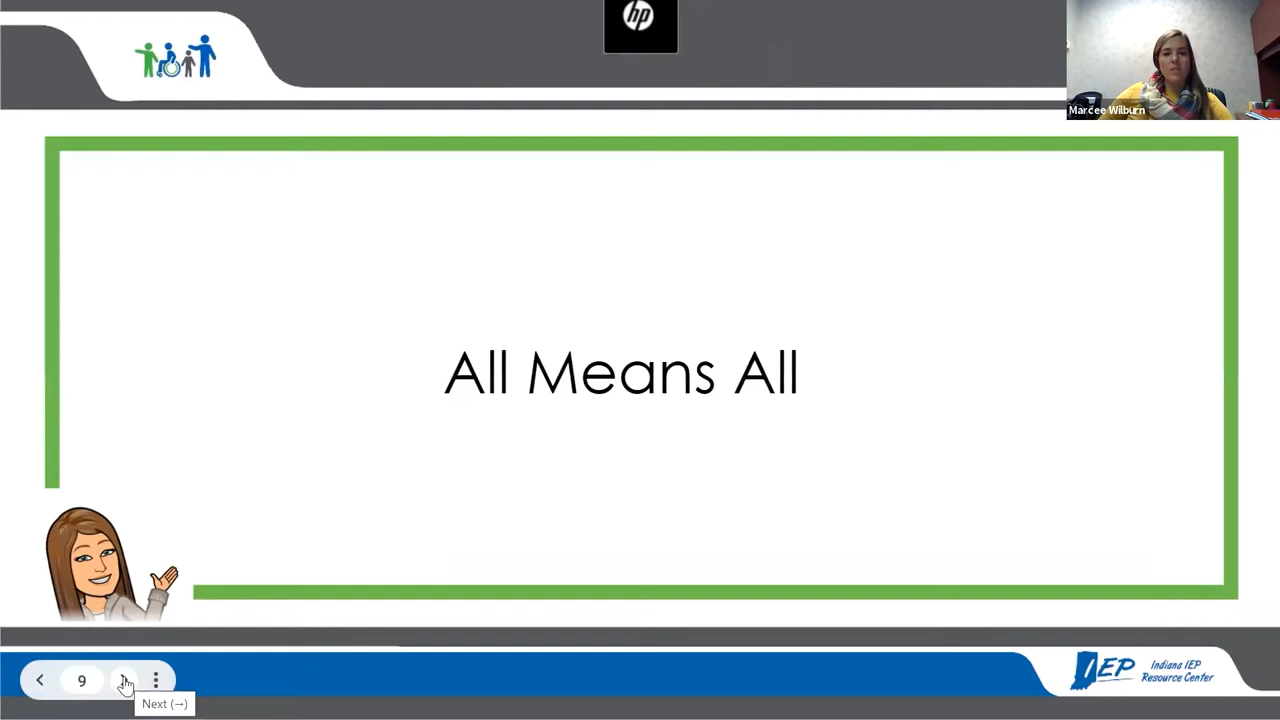 hp
Marcee Wilburn
All Means All
9
Next (→)
IEP
Indiana IEP
Resource Center